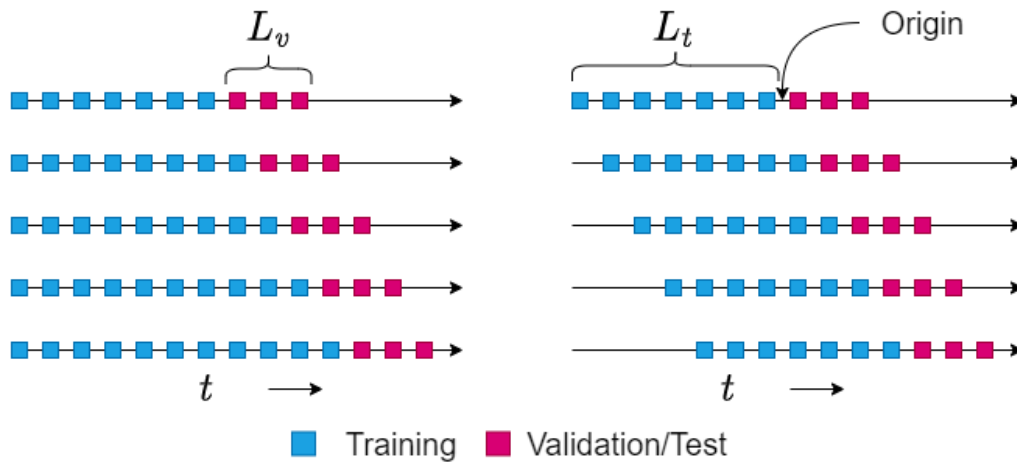 L_v
L_t
Origin
t
t
Training
Validation/Test